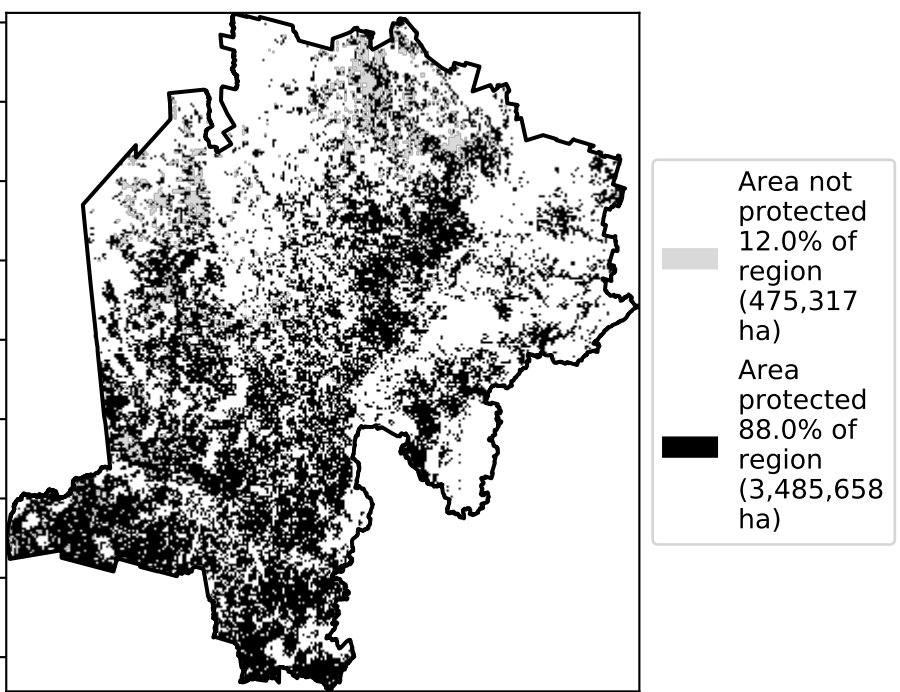 Area not
protected
12.0% of
region
(475,317
ha)
Area
protected
88.0% of
region
(3,485,658
ha)